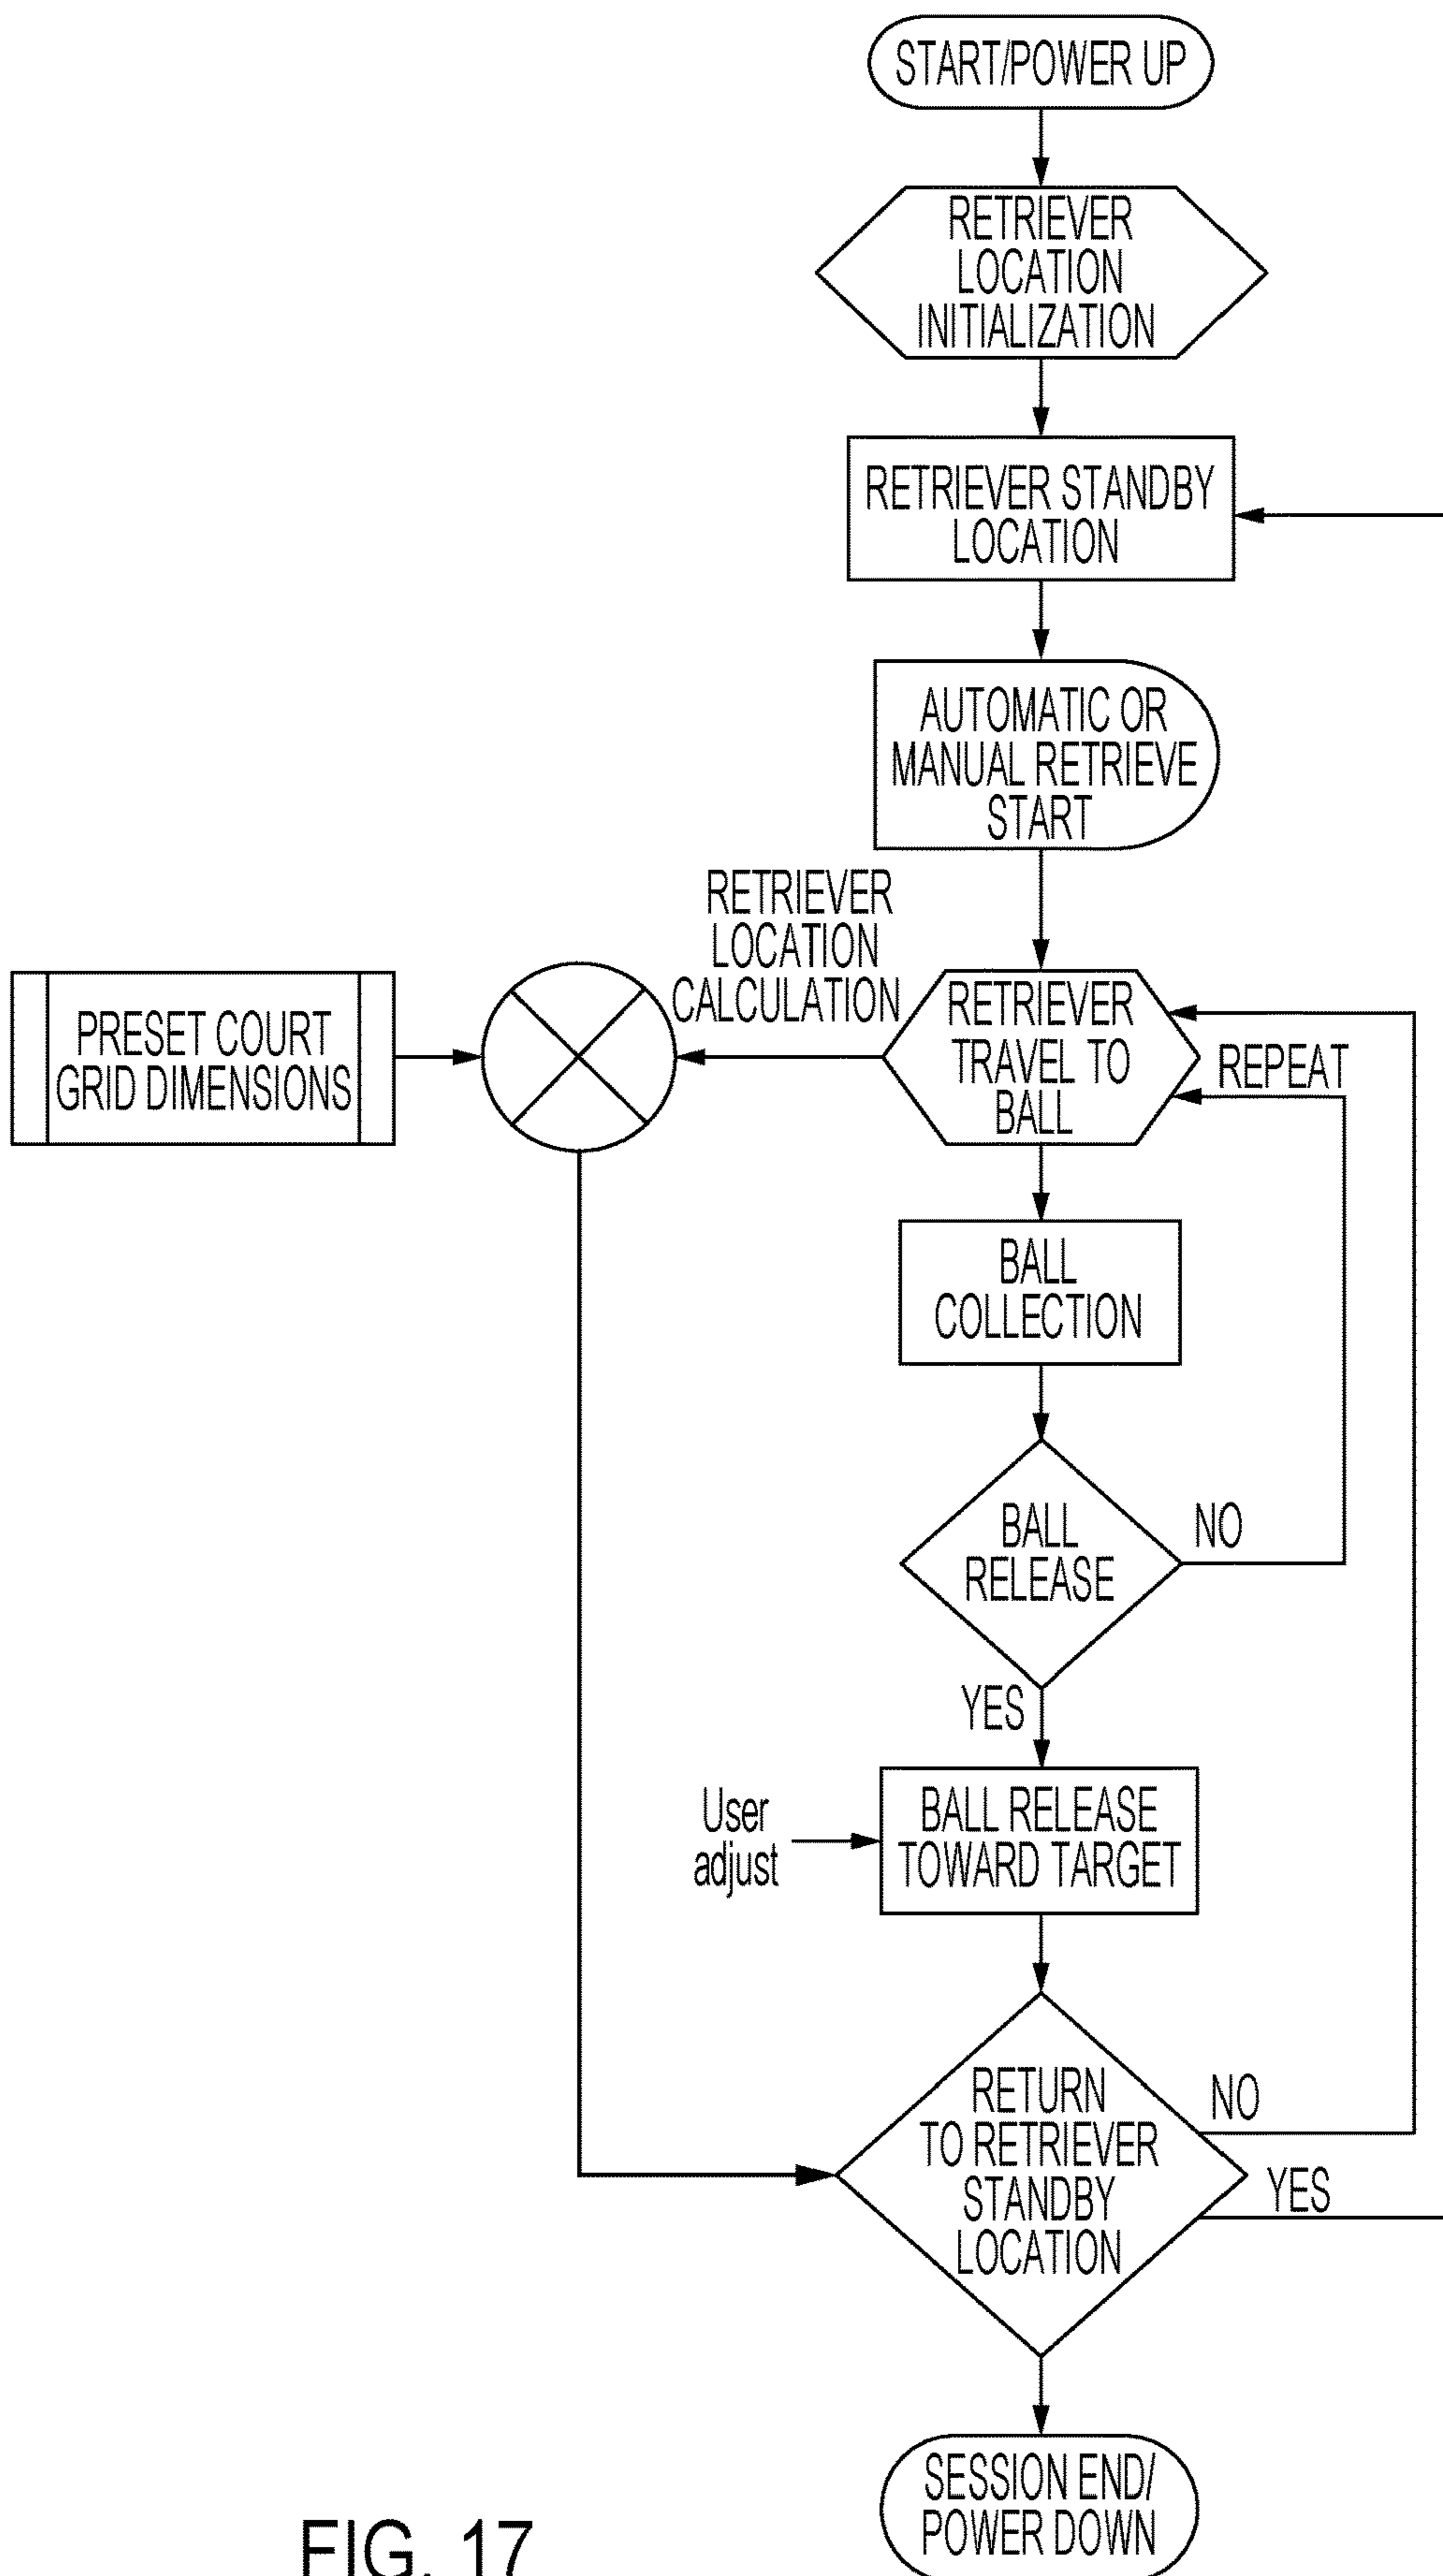 START/POWER UP
RETRIEVER
LOCATION
INITIALIZATION
RETRIEVER STANDBY
LOCATION
AUTOMATIC OR
MANUAL RETRIEVE
START
RETRIEVER
LOCATION
CALCULATION
PRESET COURT
GRID DIMENSIONS
RETRIEVER
TRAVEL TO
BALL
REPEAT
BALL
COLLECTION
BALL
RELEASE
NO
YES
User
adjust
BALL RELEASE
TOWARD TARGET
RETURN
TO RETRIEVER
STANDBY
LOCATION
NO
YES
SESSION END/
POWER DOWN
FIG. 17